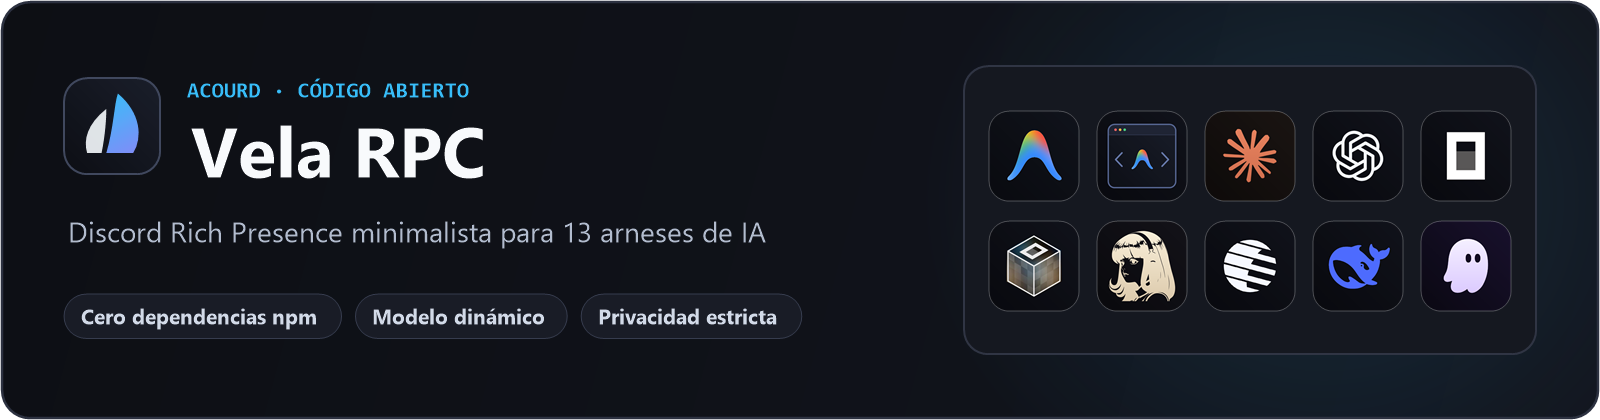 ACOURD · CÓDIGO ABIERTO
Vela RPC
Discord Rich Presence minimalista para 13 arneses de IA
Cero dependencias npm
Modelo dinámico
Privacidad estricta